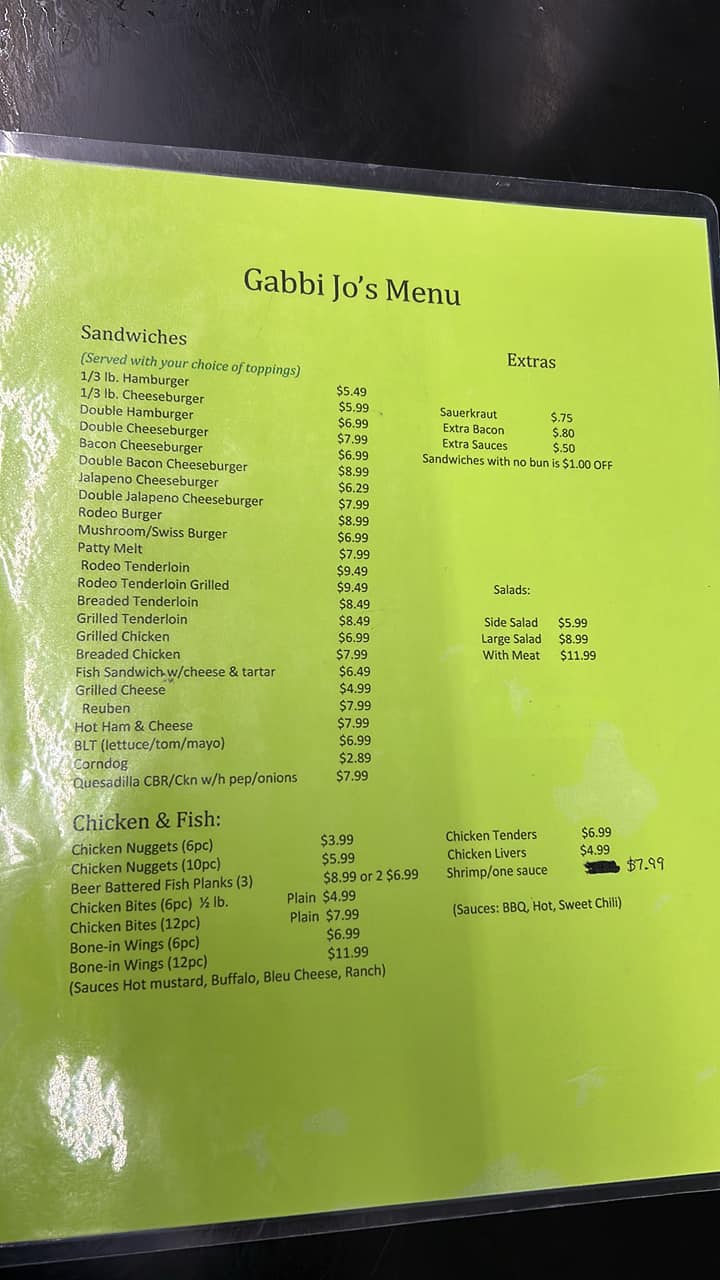 Gabbi Jo's Menu
Sandwiches
(Served with your choice of toppings)
1/3 lb. Hamburger $5.49
1/3 lb. Cheeseburger $5.99
Double Hamburger $6.99
Double Cheeseburger $7.99
Bacon Cheeseburger $6.99
Double Bacon Cheeseburger $8.99
Jalapeno Cheeseburger $6.29
Double Jalapeno Cheeseburger $7.99
Rodeo Burger $8.99
Mushroom/Swiss Burger $6.99
Patty Melt $7.99
Rodeo Tenderloin $9.49
Rodeo Tenderloin Grilled $9.49
Breaded Tenderloin $8.49
Grilled Tenderloin $8.49
Grilled Chicken $6.99
Breaded Chicken $7.99
Fish Sandwich w/cheese & tartar $6.49
Grilled Cheese $4.99
Reuben $7.99
Hot Ham & Cheese $7.99
BLT (lettuce/tom/mayo) $6.99
Corndog $2.89
Quesadilla CBR/Ckn w/h pep/onions $7.99
Extras
Sauerkraut $.75
Extra Bacon $.80
Extra Sauces $.50
Sandwiches with no bun is $1.00 OFF
Salads:
Side Salad $5.99
Large Salad $8.99
With Meat $11.99
Chicken & Fish:
Chicken Nuggets (6pc) $3.99
Chicken Nuggets (10pc) $5.99
Beer Battered Fish Planks (3) $8.99 or 2 $6.99
Chicken Bites (6pc) ½ lb. Plain $4.99
Chicken Bites (12pc) Plain $7.99
Bone-in Wings (6pc) $6.99
Bone-in Wings (12pc) $11.99
(Sauces Hot mustard, Buffalo, Bleu Cheese, Ranch)
Chicken Tenders $6.99
Chicken Livers $4.99
Shrimp/one sauce $7.99
(Sauces: BBQ, Hot, Sweet Chili)